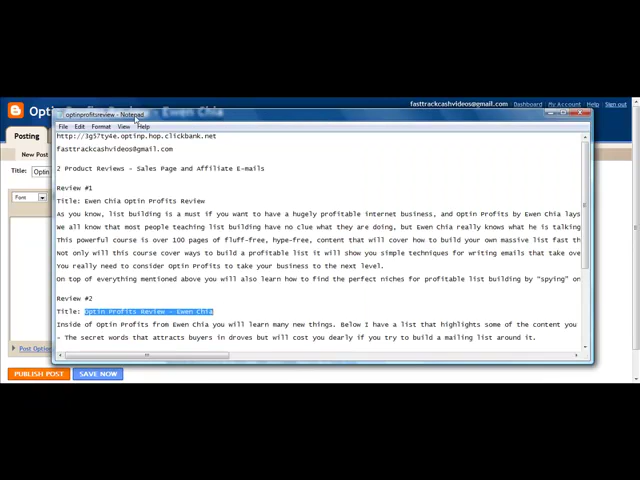 Optin Profits Review - Ewen Chia
fasttrackcashvideos@gmail.com Dashboard My Account Help Sign out
optinprofitsreview - Notepad
File Edit Format View Help
http://3g57ty4e.optinp.hop.clickbank.net
fasttrackcashvideos@gmail.com
2 Product Reviews - Sales Page and Affiliate E-mails
Review #1
Title: Ewen Chia Optin Profits Review
As you know, list building is a must if you want to have a hugely profitable internet business, and Optin Profits by Ewen Chia lays
We all know that most people teaching list building have no clue what they are doing, but Ewen Chia really knows what he is talking
This powerful course is over 100 pages of fluff-free, hype-free, content that will cover how to build your own massive list fast th
Not only will this course cover ways to build a profitable list it will show you simple techniques for writing emails that take ove
You really need to consider Optin Profits to take your business to the next level.
On top of everything mentioned above you will also learn how to find the perfect niches for profitable list building by "spying" on
Review #2
Title: Optin Profits Review - Ewen Chia
Inside of Optin Profits from Ewen Chia you will learn many new things. Below I have a list that highlights some of the content you
- The secret words that attracts buyers in droves but will cost you dearly if you try to build a mailing list around it.
Posting
New Post
Title: Optin
Font
Post Option
PUBLISH POST SAVE NOW